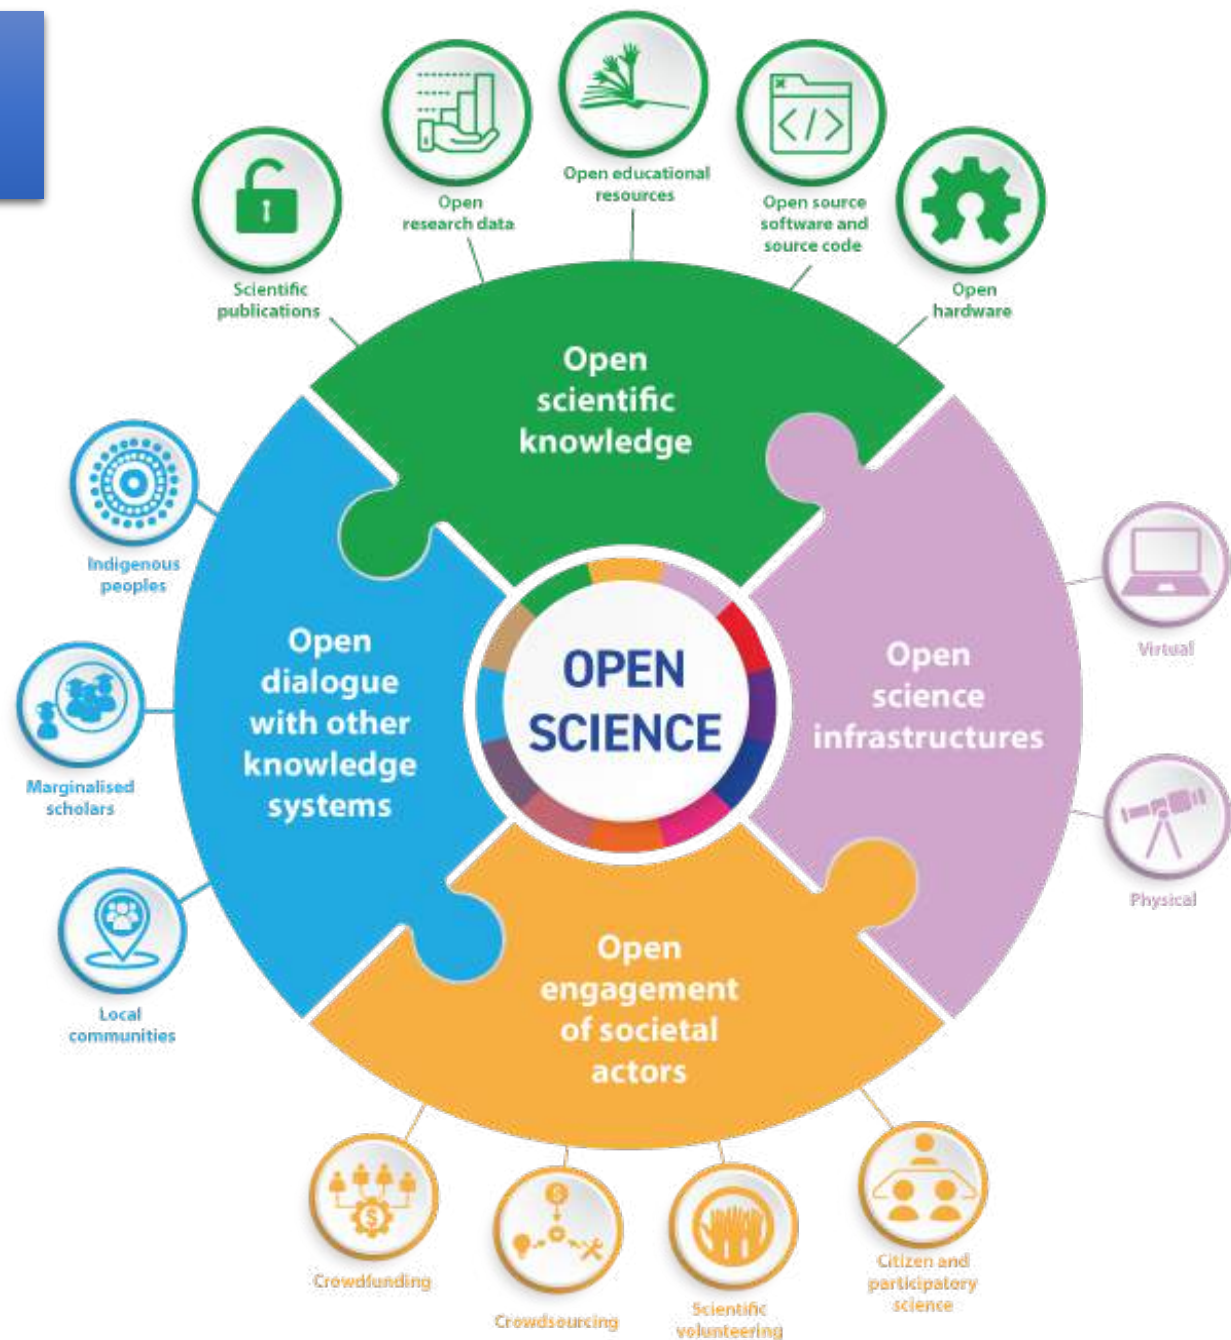 Open educational
resources
Open
research data
Open source
software and
source code
Scientific
publications
Open
hardware
Open
scientific
knowledge
Indigenous
peoples
Marginalised
scholars
Local
communities
Open
dialogue
with other
knowledge
systems
OPEN
SCIENCE
Open
science
infrastructures
Virtual
Physical
Open
engagement
of societal
actors
Crowdfunding
$
Crowdsourcing
$
Scientific
volunteering
Citizen and
participatory
science